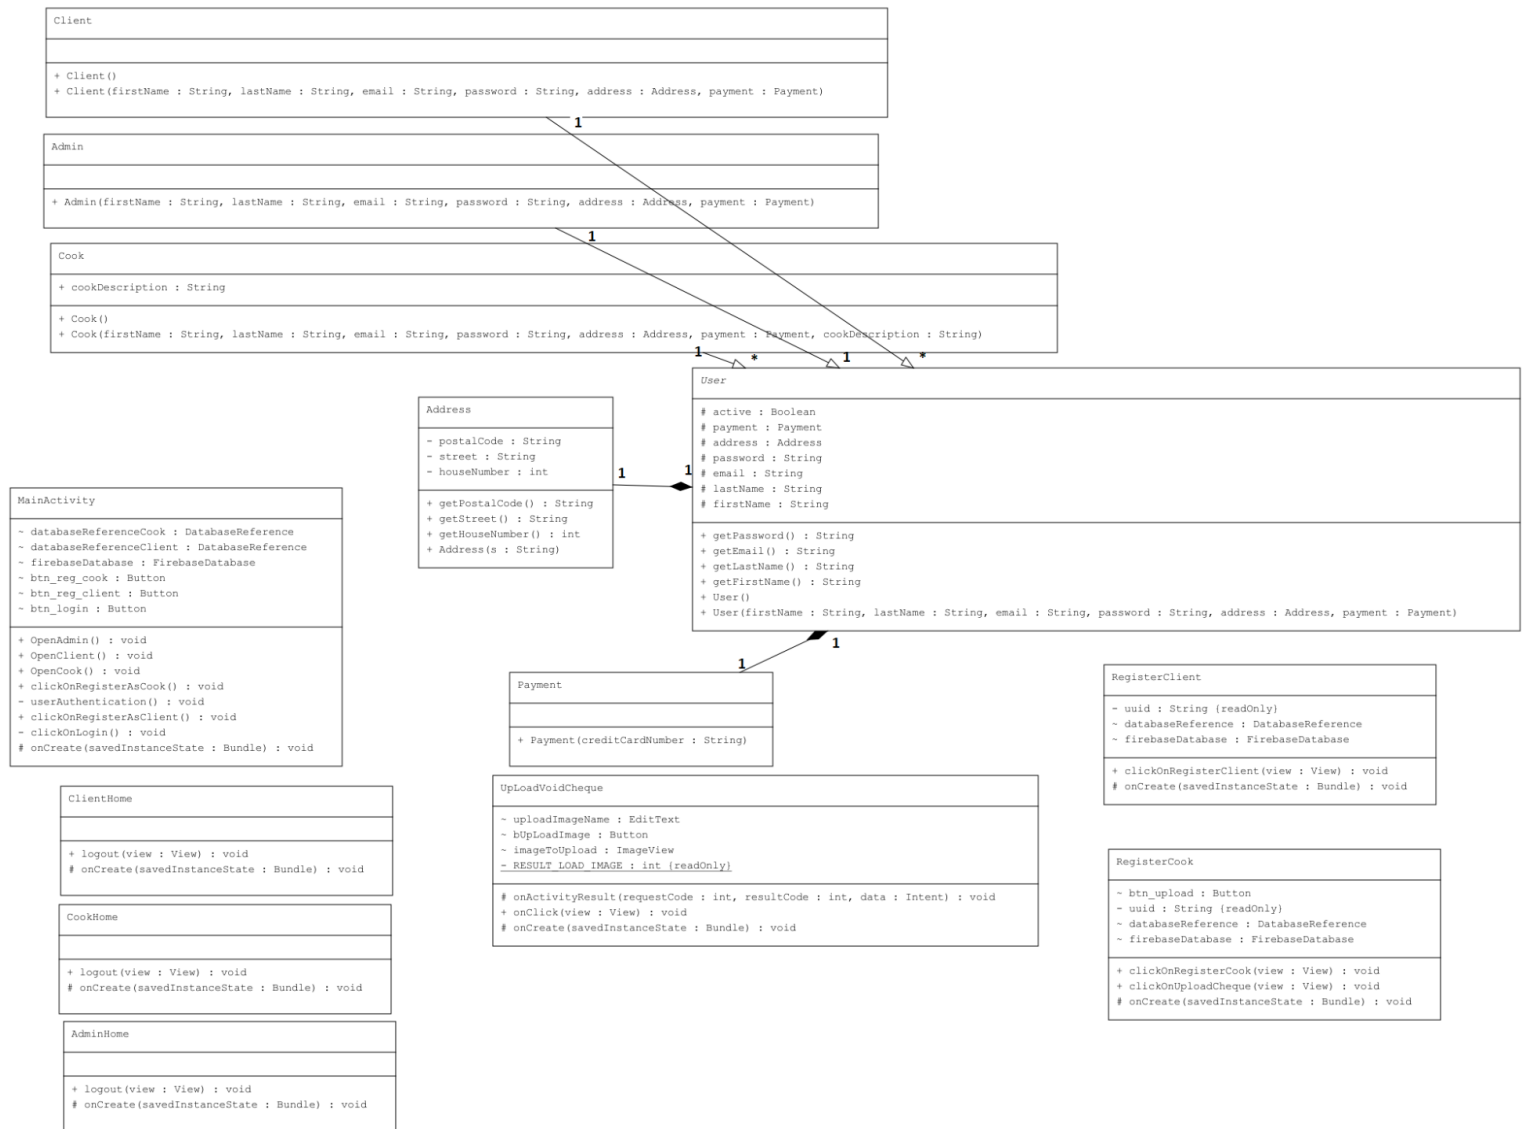 Client
+ Client()
+ Client(firstName : String, lastName : String, email : String, password : String, address : Address, payment : Payment)
1
Admin
+ Admin(firstName : String, lastName : String, email : String, password : String, address : Address, payment : Payment)
1
Cook
+ cookDescription : String
+ Cook()
+ Cook(firstName : String, lastName : String, email : String, password : String, address : Address, payment : Payment, cookDescription : String)
1
*
1
*
User
# active : Boolean
# payment : Payment
# address : Address
# password : String
# email : String
# lastName : String
# firstName : String
+ getPassword() : String
+ getEmail() : String
+ getLastName() : String
+ getFirstName() : String
+ User()
+ User(firstName : String, lastName : String, email : String, password : String, address : Address, payment : Payment)
Address
- postalCode : String
- street : String
- houseNumber : int
+ getPostalCode() : String
+ getStreet() : String
+ getHouseNumber() : int
+ Address(s : String)
1
1
MainActivity
~ databaseReferenceCook : DatabaseReference
~ databaseReferenceClient : DatabaseReference
~ firebaseDatabase : FirebaseDatabase
~ btn_reg_cook : Button
~ btn_reg_client : Button
~ btn_login : Button
+ OpenAdmin() : void
+ OpenClient() : void
+ OpenCook() : void
+ clickOnRegisterAsCook() : void
- userAuthentication() : void
+ clickOnRegisterAsClient() : void
- clickOnLogin() : void
# onCreate(savedInstanceState : Bundle) : void
1
1
Payment
+ Payment(creditCardNumber : String)
RegisterClient
- uuid : String {readOnly}
~ databaseReference : DatabaseReference
~ firebaseDatabase : FirebaseDatabase
+ clickOnRegisterClient(view : View) : void
# onCreate(savedInstanceState : Bundle) : void
ClientHome
+ logout(view : View) : void
# onCreate(savedInstanceState : Bundle) : void
UpLoadVoidCheque
~ uploadImageName : EditText
~ bUpLoadImage : Button
~ imageToUpload : ImageView
- RESULT_LOAD_IMAGE : int {readOnly}
# onActivityResult(requestCode : int, resultCode : int, data : Intent) : void
+ onClick(view : View) : void
# onCreate(savedInstanceState : Bundle) : void
RegisterCook
~ btn_upload : Button
- uuid : String {readOnly}
~ databaseReference : DatabaseReference
~ firebaseDatabase : FirebaseDatabase
+ clickOnRegisterCook(view : View) : void
+ clickOnUploadCheque(view : View) : void
# onCreate(savedInstanceState : Bundle) : void
CookHome
+ logout(view : View) : void
# onCreate(savedInstanceState : Bundle) : void
AdminHome
+ logout(view : View) : void
# onCreate(savedInstanceState : Bundle) : void